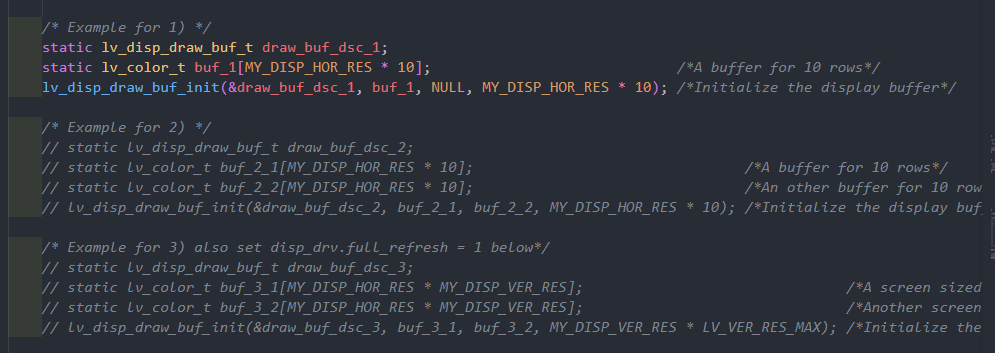 /* Example for 1) */
static lv_disp_draw_buf_t draw_buf_dsc_1;
static lv_color_t buf_1[MY_DISP_HOR_RES * 10]; /*A buffer for 10 rows*/
lv_disp_draw_buf_init(&draw_buf_dsc_1, buf_1, NULL, MY_DISP_HOR_RES * 10); /*Initialize the display buffer*/
/* Example for 2) */
// static lv_disp_draw_buf_t draw_buf_dsc_2;
// static lv_color_t buf_2_1[MY_DISP_HOR_RES * 10]; /*A buffer for 10 rows*/
// static lv_color_t buf_2_2[MY_DISP_HOR_RES * 10]; /*An other buffer for 10 row
// lv_disp_draw_buf_init(&draw_buf_dsc_2, buf_2_1, buf_2_2, MY_DISP_HOR_RES * 10); /*Initialize the display buf
/* Example for 3) also set disp_drv.full_refresh = 1 below*/
// static lv_disp_draw_buf_t draw_buf_dsc_3;
// static lv_color_t buf_3_1[MY_DISP_HOR_RES * MY_DISP_VER_RES]; /*A screen sized
// static lv_color_t buf_3_2[MY_DISP_HOR_RES * MY_DISP_VER_RES]; /*Another screen
// lv_disp_draw_buf_init(&draw_buf_dsc_3, buf_3_1, buf_3_2, MY_DISP_VER_RES * LV_VER_RES_MAX); /*Initialize the